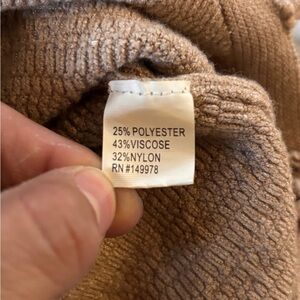 25% POLYESTER
43%VISCOSE
32%NYLON
RN #149978